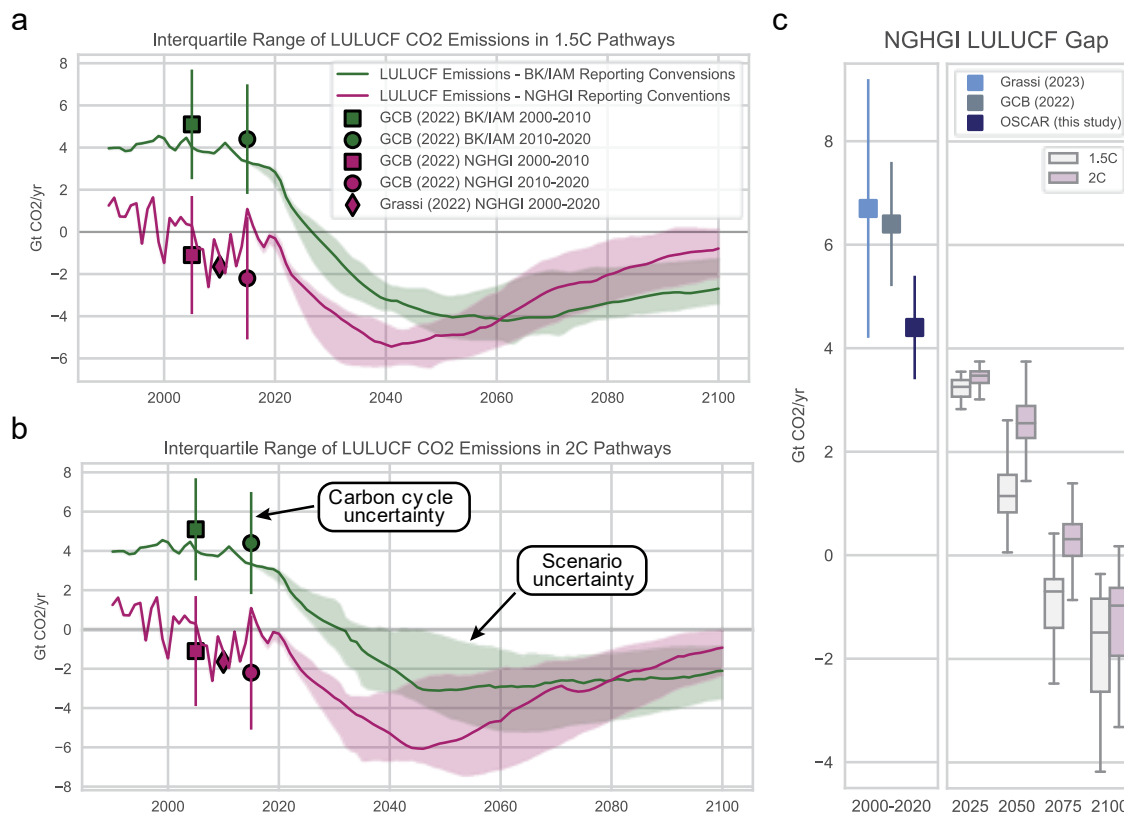 a
Interquartile Range of LULUCF CO2 Emissions in 1.5C Pathways
LULUCF Emissions - BK/IAM Reporting Convensions
LULUCF Emissions - NGHGI Reporting Conventions
GCB (2022) BK/IAM 2000-2010
GCB (2022) BK/IAM 2010-2020
GCB (2022) NGHGI 2000-2010
GCB (2022) NGHGI 2010-2020
Grassi (2022) NGHGI 2000-2020
Gt CO2/yr
8
6
4
2
0
−2
−4
−6
2000 2020 2040 2060 2080 2100
b
Interquartile Range of LULUCF CO2 Emissions in 2C Pathways
Carbon cycle
uncertainty
Scenario
uncertainty
Gt CO2/yr
8
6
4
2
0
−2
−4
−6
−8
2000 2020 2040 2060 2080 2100
c
NGHGI LULUCF Gap
Grassi (2023)
GCB (2022)
OSCAR (this study)
1.5C
2C
Gt CO2/yr
8
6
4
2
0
−2
−4
2000-2020 2025 2050 2075 2100